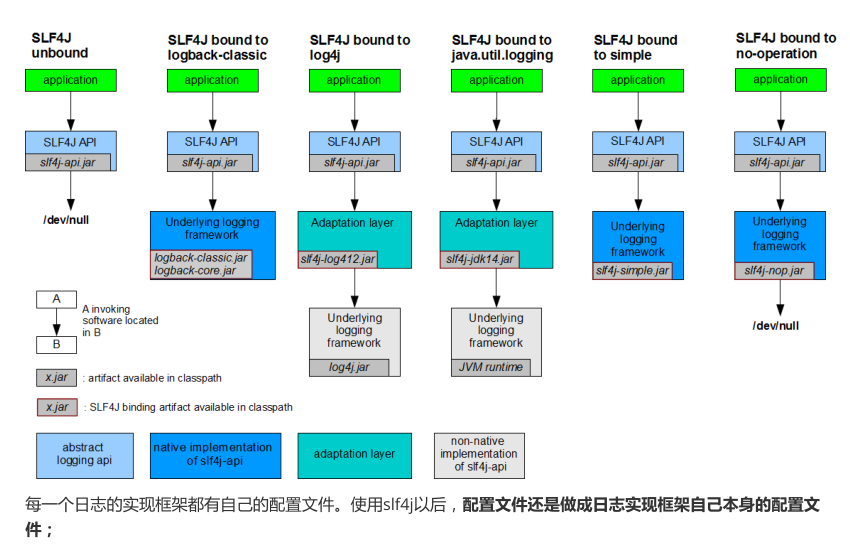 SLF4J
unbound
application
SLF4J API
slf4j-api.jar
/dev/null
SLF4J bound to
logback-classic
application
SLF4J API
slf4j-api.jar
Underlying logging
framework
logback-classic.jar
logback-core.jar
SLF4J bound to
log4j
application
SLF4J API
slf4j-api.jar
Adaptation layer
slf4j-log412.jar
Underlying
logging
framework
log4j.jar
SLF4J bound to
java.util.logging
application
SLF4J API
slf4j-api.jar
Adaptation layer
slf4j-jdk14.jar
Underlying
logging
framework
JVM runtime
SLF4J bound
to simple
application
SLF4J API
slf4j-api.jar
Underlying
logging
framework
slf4j-simple.jar
SLF4J bound to
no-operation
application
SLF4J API
slf4j-api.jar
Underlying
logging
framework
slf4j-nop.jar
/dev/null
A
B
A invoking
software located
in B
x.jar
: artifact available in classpath
x.jar
: SLF4J binding artifact available in classpath
abstract
logging api
native implementation
of slf4j-api
adaptation layer
non-native
implementation
of slf4j-api
每一个日志的实现框架都有自己的配置文件。使用slf4j以后，配置文件还是做成日志实现框架自己本身的配置文
件；